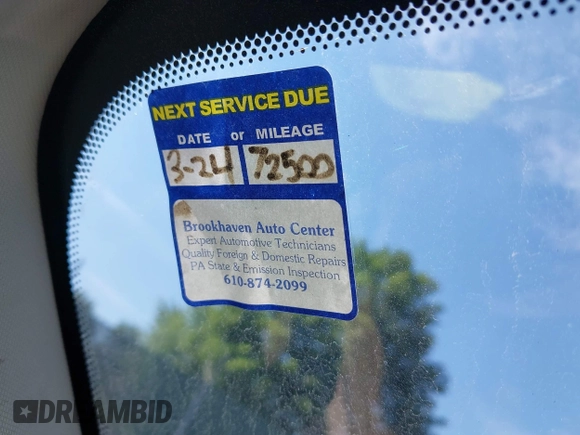 NEXT SERVICE DUE
DATE or MILEAGE
3-24 72500
Brookhaven Auto Center
Expert Automotive Technicians
Quality Foreign & Domestic Repairs
PA State & Emission Inspection
610-874-2099
DREAMBID